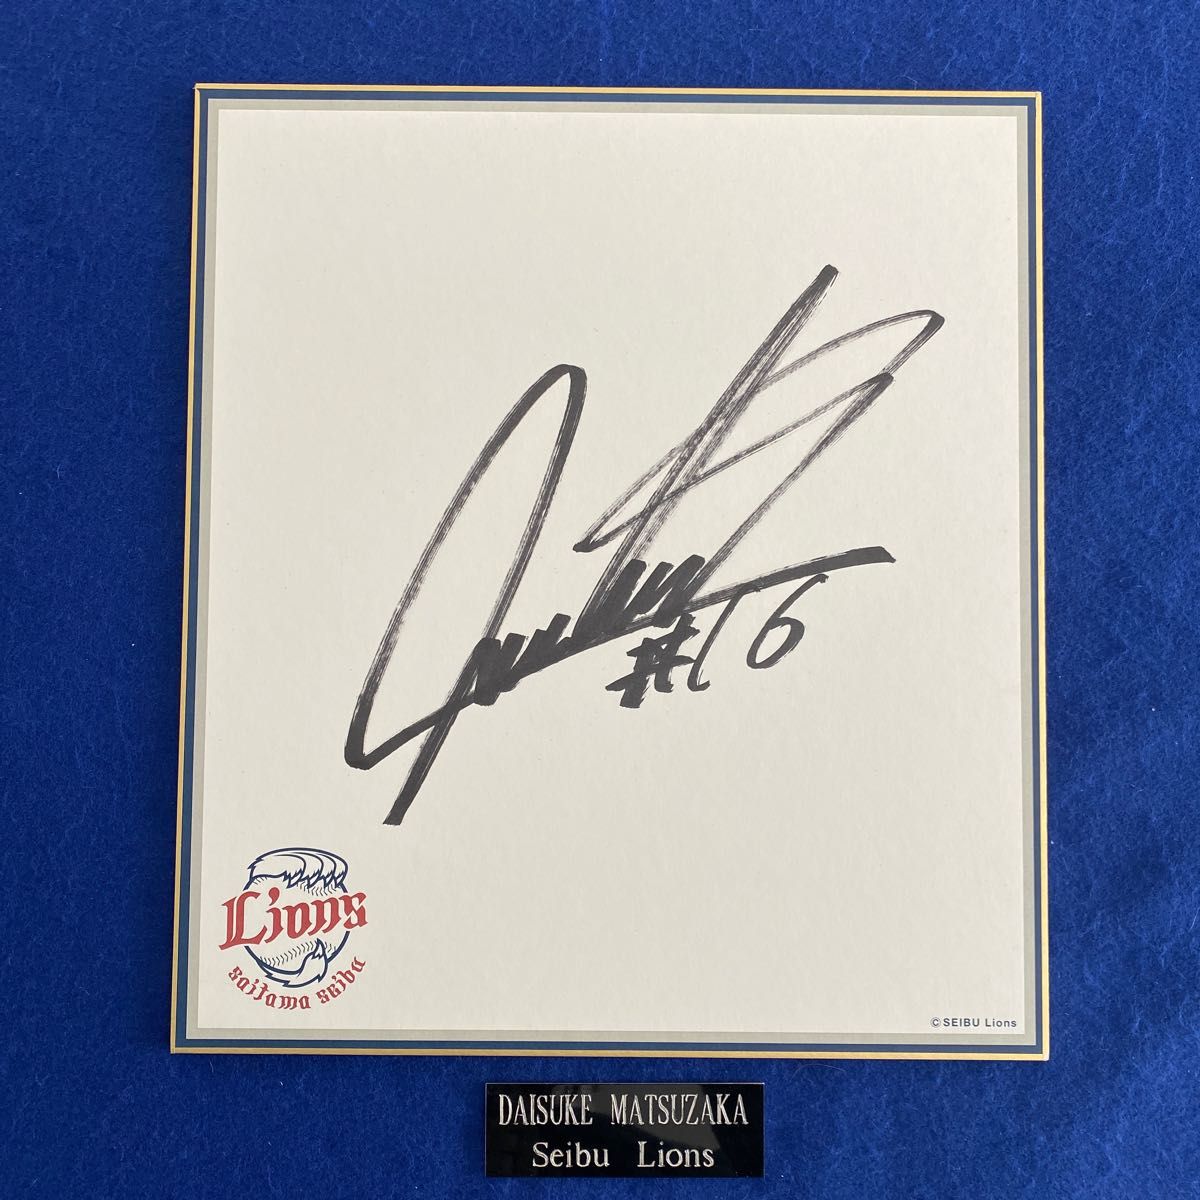 #16
Lions
saitama seibu
©SEIBU Lions
DAISUKE MATSUZAKA
Seibu Lions